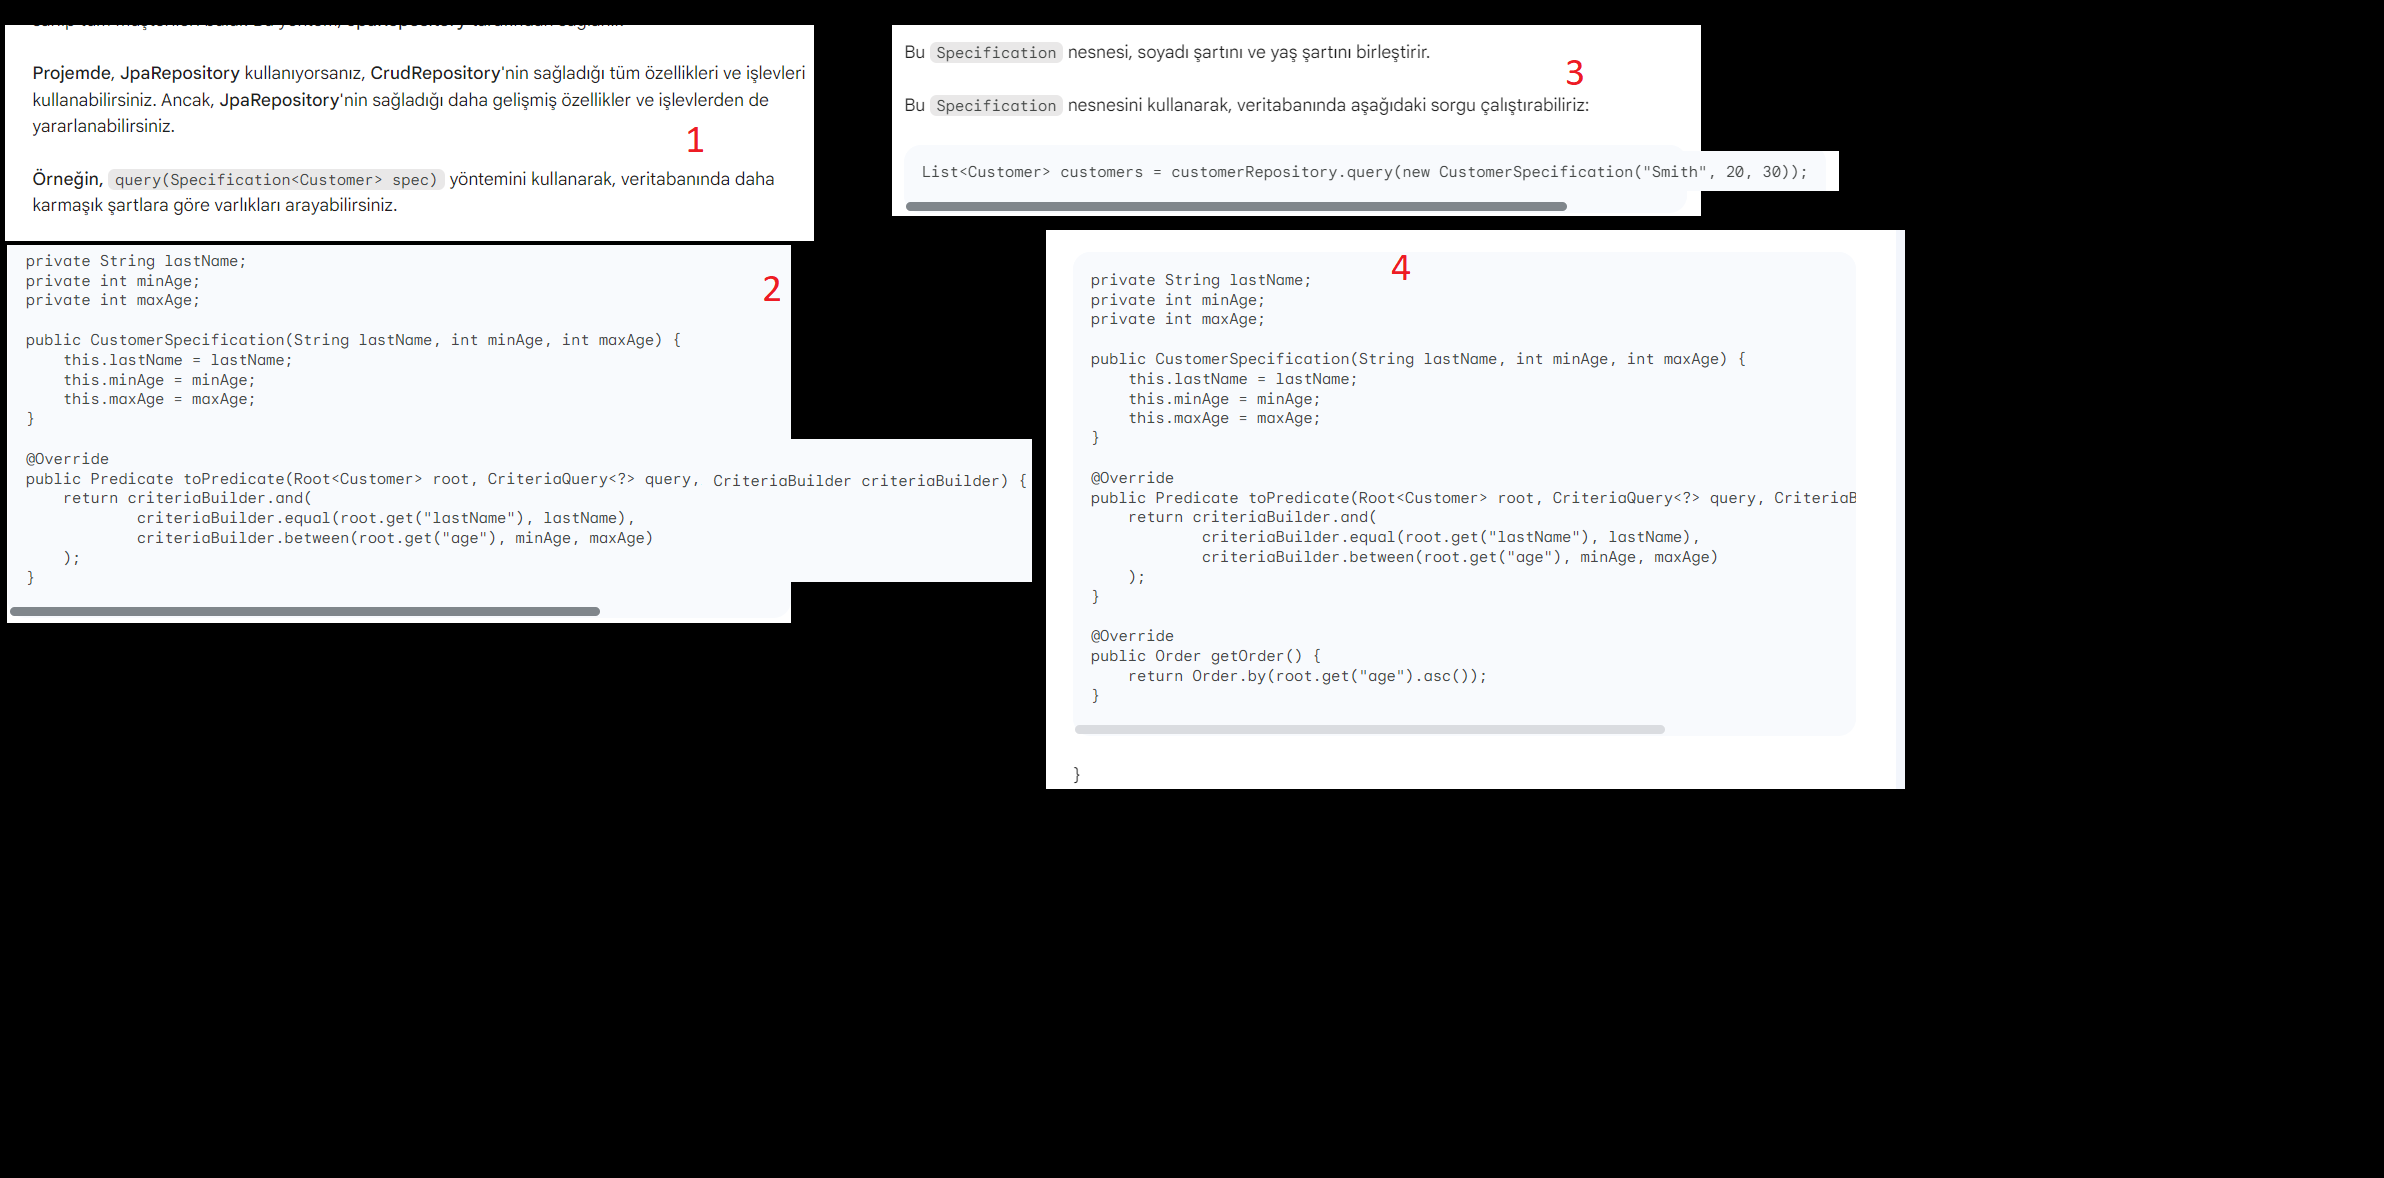 Projemde, JpaRepository kullanıyorsanız, CrudRepository'nin sağladığı tüm özellikleri ve işlevleri
kullanabilirsiniz. Ancak, JpaRepository'nin sağladığı daha gelişmiş özellikler ve işlevlerden de
yararlanabilirsiniz.
1
Örneğin, query(Specification<Customer> spec) yöntemini kullanarak, veritabanında daha
karmaşık şartlara göre varlıkları arayabilirsiniz.
private String lastName;
private int minAge;
private int maxAge;
2
public CustomerSpecification(String lastName, int minAge, int maxAge) {
this.lastName = lastName;
this.minAge = minAge;
this.maxAge = maxAge;
}
@Override
public Predicate toPredicate(Root<Customer> root, CriteriaQuery<?> query, CriteriaBuilder criteriaBuilder) {
return criteriaBuilder.and(
criteriaBuilder.equal(root.get("lastName"), lastName),
criteriaBuilder.between(root.get("age"), minAge, maxAge)
);
}
Bu Specification nesnesi, soyadı şartını ve yaş şartını birleştirir.
3
Bu Specification nesnesini kullanarak, veritabanında aşağıdaki sorgu çalıştırabiliriz:
List<Customer> customers = customerRepository.query(new CustomerSpecification("Smith", 20, 30));
4
private String lastName;
private int minAge;
private int maxAge;
public CustomerSpecification(String lastName, int minAge, int maxAge) {
this.lastName = lastName;
this.minAge = minAge;
this.maxAge = maxAge;
}
@Override
public Predicate toPredicate(Root<Customer> root, CriteriaQuery<?> query, CriteriaB
return criteriaBuilder.and(
criteriaBuilder.equal(root.get("lastName"), lastName),
criteriaBuilder.between(root.get("age"), minAge, maxAge)
);
}
@Override
public Order getOrder() {
return Order.by(root.get("age").asc());
}
}